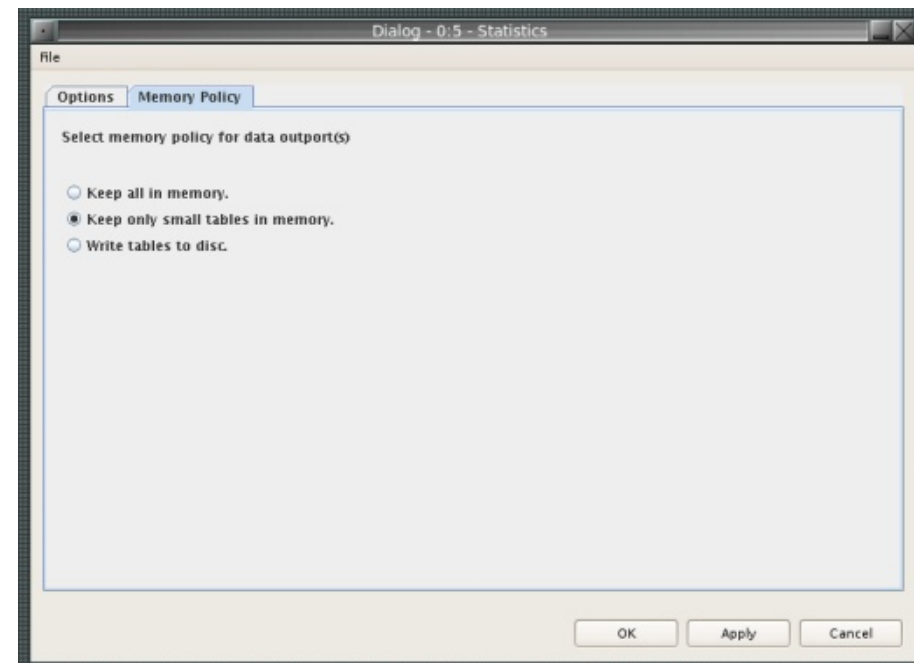 Dialog - 0:5 - Statistics
File
Options Memory Policy
Select memory policy for data outport(s)
Keep all in memory.
Keep only small tables in memory.
Write tables to disc.
OK Apply Cancel